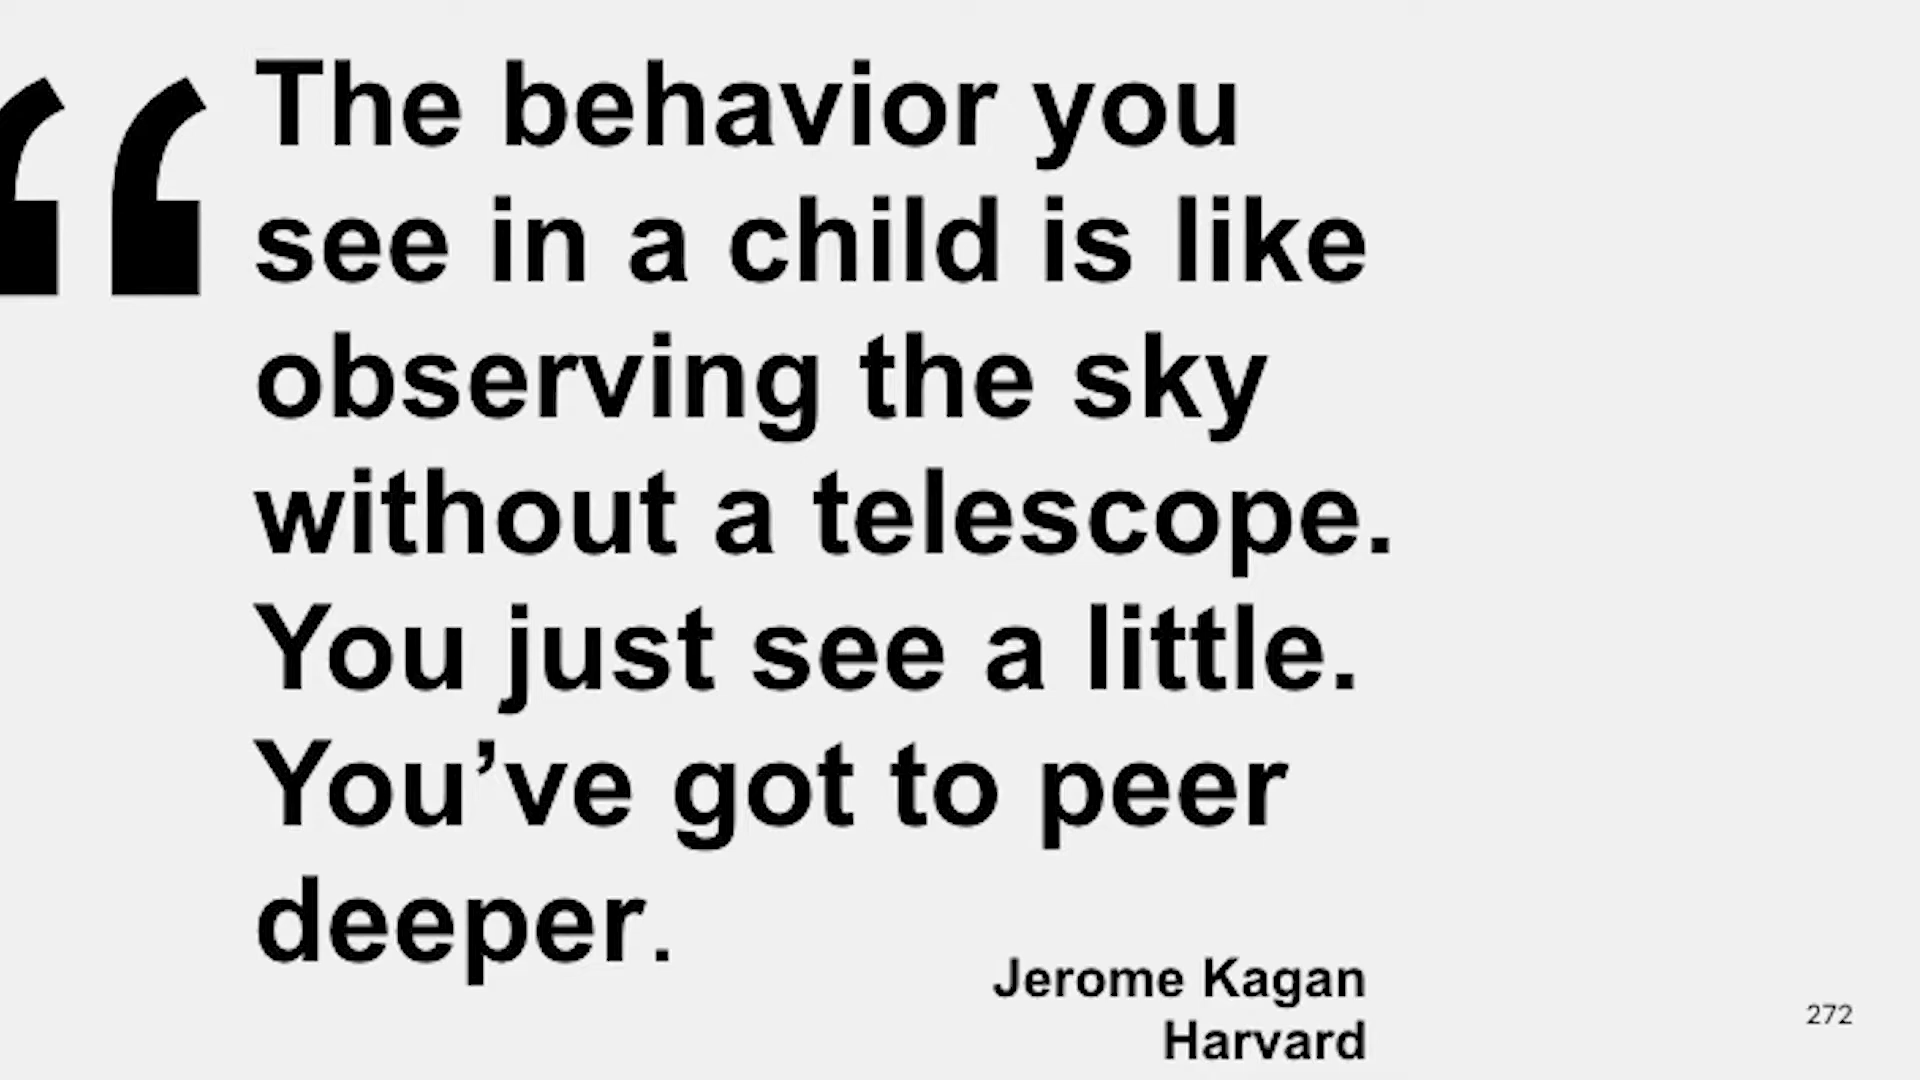 “The behavior you
see in a child is like
observing the sky
without a telescope.
You just see a little.
You’ve got to peer
deeper.
Jerome Kagan
Harvard
272